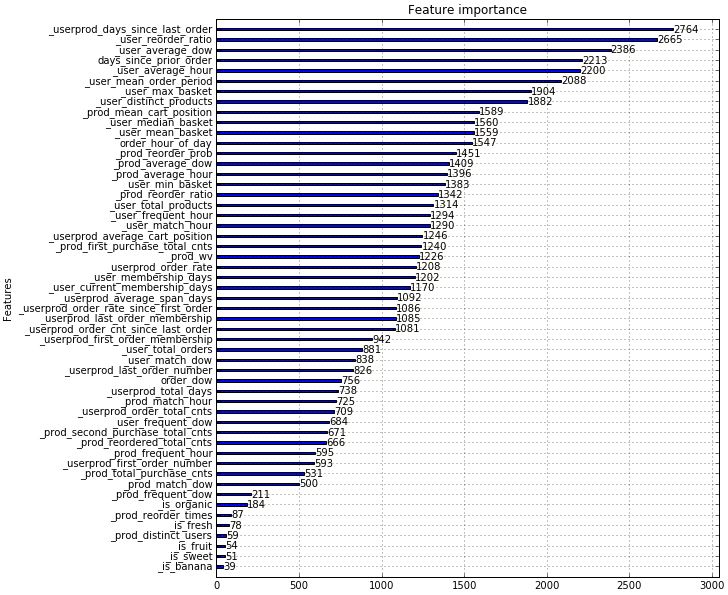 Feature importance
_userprod_days_since_last_order 2764
_user_reorder_ratio 2665
_user_average_dow 2386
days_since_prior_order 2213
_user_average_hour 2200
_user_mean_order_period 2088
_user_max_basket 1904
_user_distinct_products 1882
_prod_mean_cart_position 1589
_user_median_basket 1560
_user_mean_basket 1559
order_hour_of_day 1547
_prod_reorder_prob 1451
_prod_average_dow 1409
_prod_average_hour 1396
_user_min_basket 1383
_prod_reorder_ratio 1342
_user_total_products 1314
_user_frequent_hour 1294
_user_match_hour 1290
_userprod_average_cart_position 1246
_prod_first_purchase_total_cnts 1240
_prod_wv 1226
_userprod_order_rate 1208
_user_membership_days 1202
_user_current_membership_days 1170
_userprod_average_span_days 1092
_userprod_order_rate_since_first_order 1086
_userprod_last_order_membership 1085
_userprod_order_cnt_since_last_order 1081
_userprod_first_order_membership 942
_user_total_orders 881
_user_match_dow 838
_userprod_last_order_number 826
order_dow 756
_userprod_total_days 738
_prod_match_hour 725
_userprod_order_total_cnts 709
_user_frequent_dow 684
_prod_second_purchase_total_cnts 671
_prod_reordered_total_cnts 666
_prod_frequent_hour 595
_userprod_first_order_number 593
_prod_total_purchase_cnts 531
_prod_match_dow 500
_prod_frequent_dow 211
_is_organic 184
_prod_reorder_times 87
_is_fresh 78
_prod_distinct_users 59
_is_fruit 54
_is_sweet 51
_is_banana 39
0 500 1000 1500 2000 2500 3000
Features